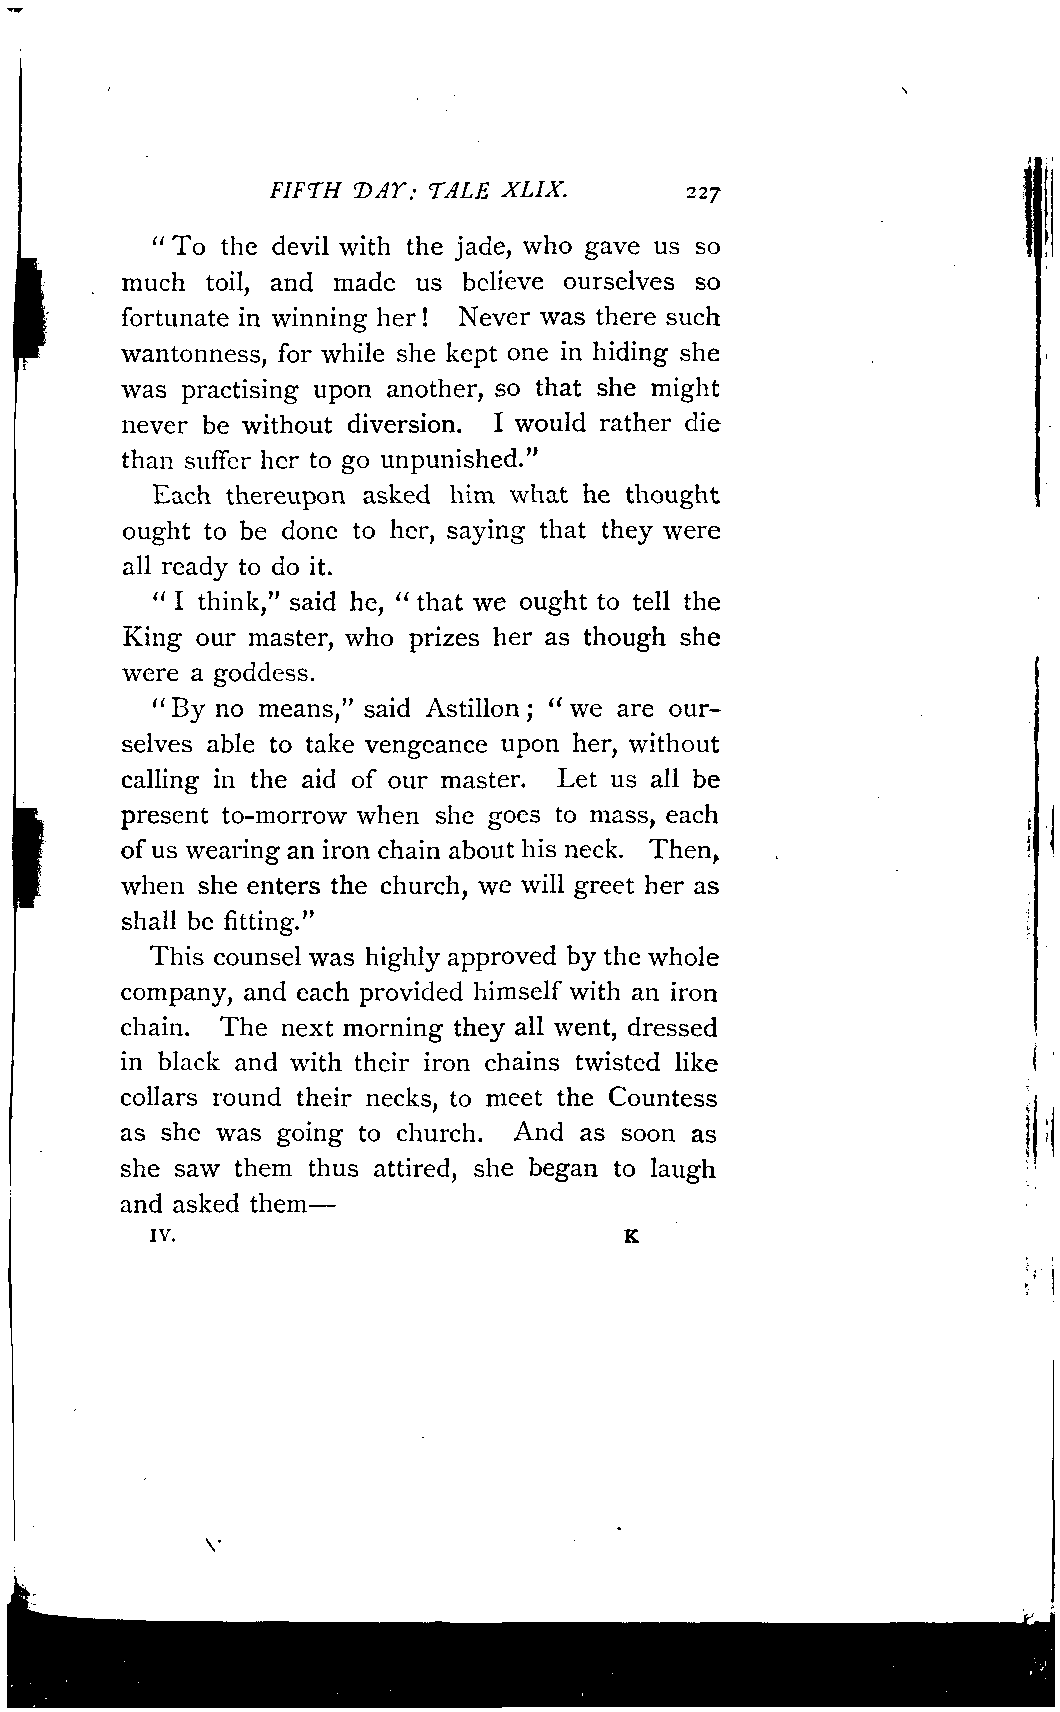 FIFTH DAY: TALE XLIX. 227
"To the devil with the jade, who gave us so
much toil, and made us believe ourselves so
fortunate in winning her! Never was there such
wantonness, for while she kept one in hiding she
was practising upon another, so that she might
never be without diversion. I would rather die
than suffer her to go unpunished."
Each thereupon asked him what he thought
ought to be done to her, saying that they were
all ready to do it.
"I think," said he, "that we ought to tell the
King our master, who prizes her as though she
were a goddess.
"By no means," said Astillon; "we are our-
selves able to take vengeance upon her, without
calling in the aid of our master. Let us all be
present to-morrow when she goes to mass, each
of us wearing an iron chain about his neck. Then,
when she enters the church, we will greet her as
shall be fitting."
This counsel was highly approved by the whole
company, and each provided himself with an iron
chain. The next morning they all went, dressed
in black and with their iron chains twisted like
collars round their necks, to meet the Countess
as she was going to church. And as soon as
she saw them thus attired, she began to laugh
and asked them—
IV. K